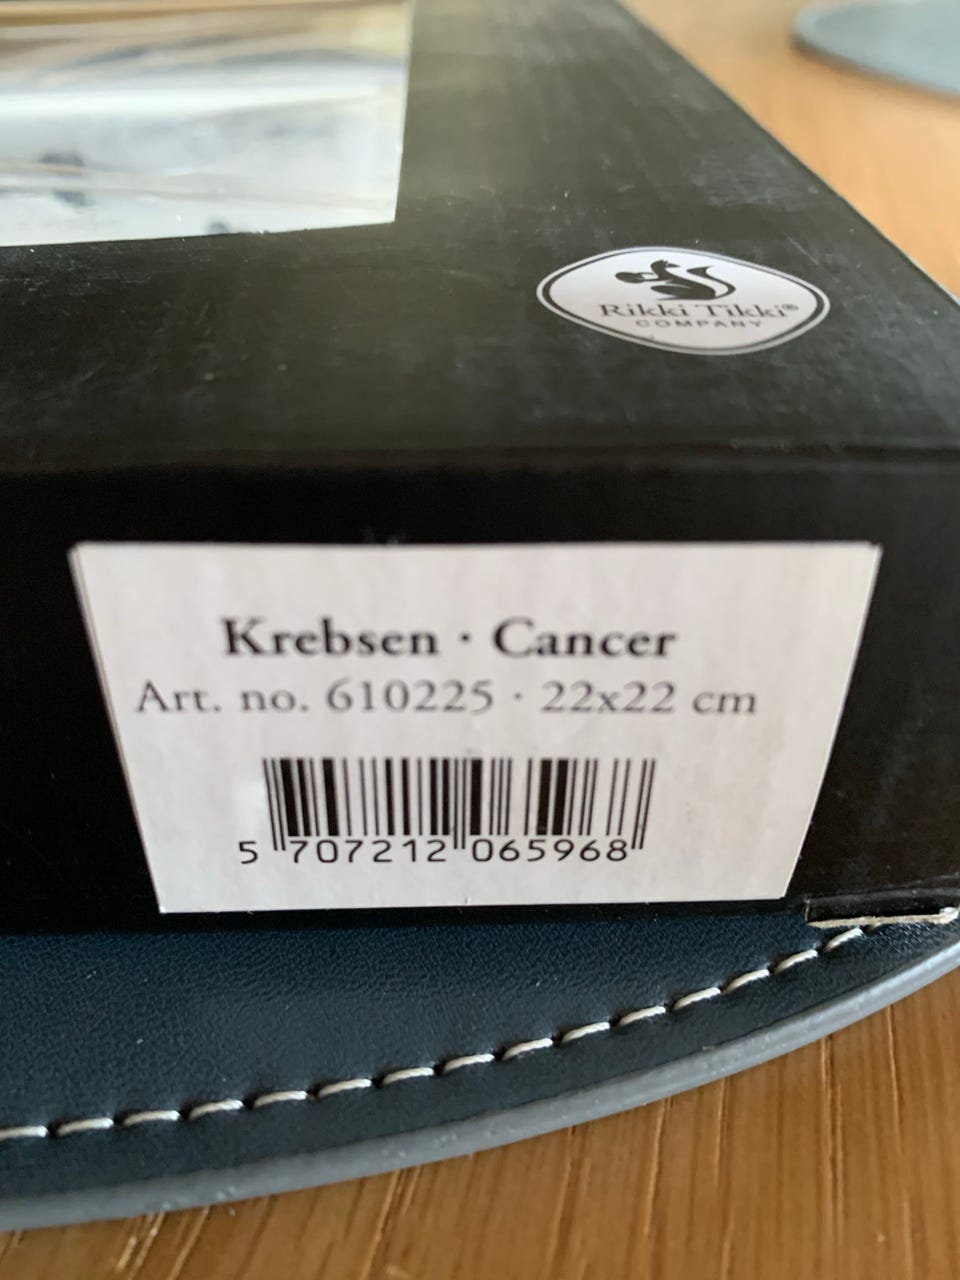 Rikki Tikki®
COMPANY
Krebsen · Cancer
Art. no. 610225 · 22x22 cm
5 707212 065968